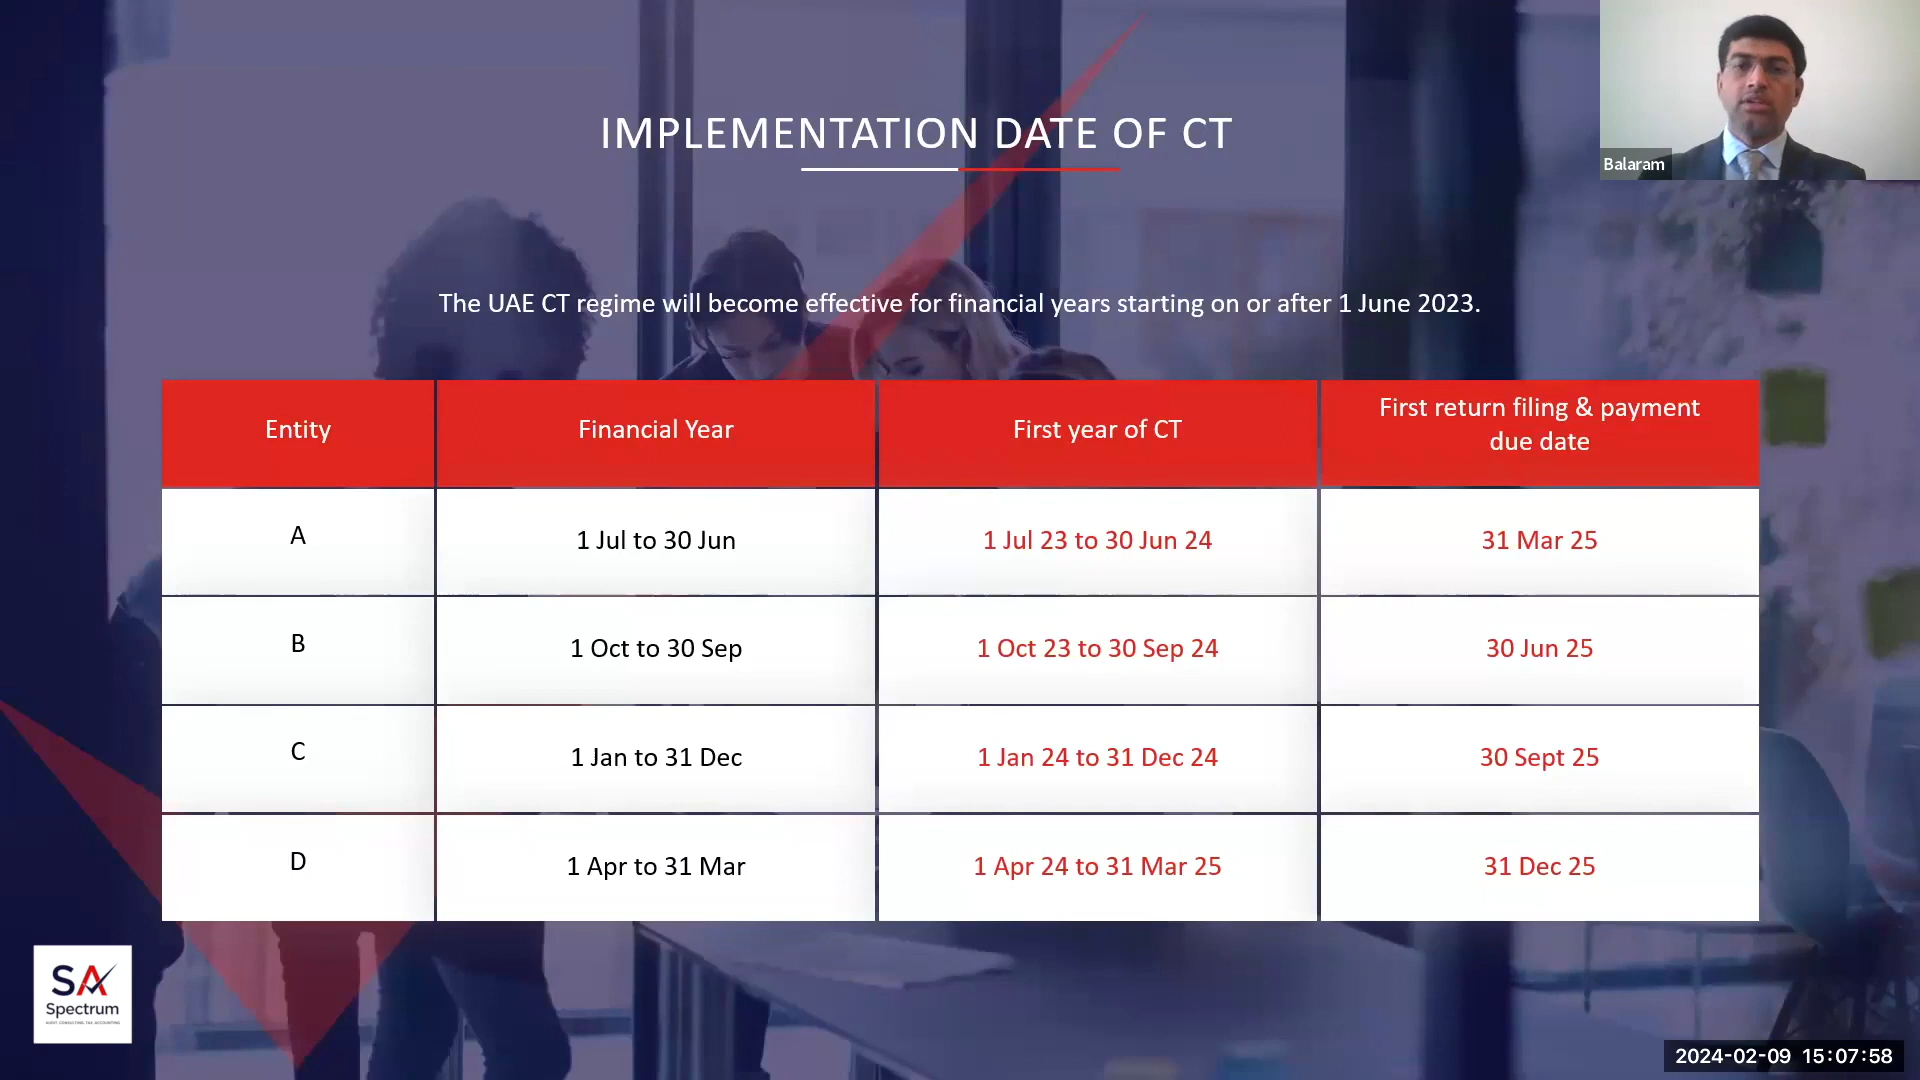 IMPLEMENTATION DATE OF CT
Balaram
The UAE CT regime will become effective for financial years starting on or after 1 June 2023.
Entity
Financial Year
First year of CT
First return filing & payment
due date
A
1 Jul to 30 Jun
1 Jul 23 to 30 Jun 24
31 Mar 25
B
1 Oct to 30 Sep
1 Oct 23 to 30 Sep 24
30 Jun 25
C
1 Jan to 31 Dec
1 Jan 24 to 31 Dec 24
30 Sept 25
D
1 Apr to 31 Mar
1 Apr 24 to 31 Mar 25
31 Dec 25
SA
Spectrum
AUDIT. CONSULTING. TAX. ACCOUNTING
2024-02-09 15:07:58